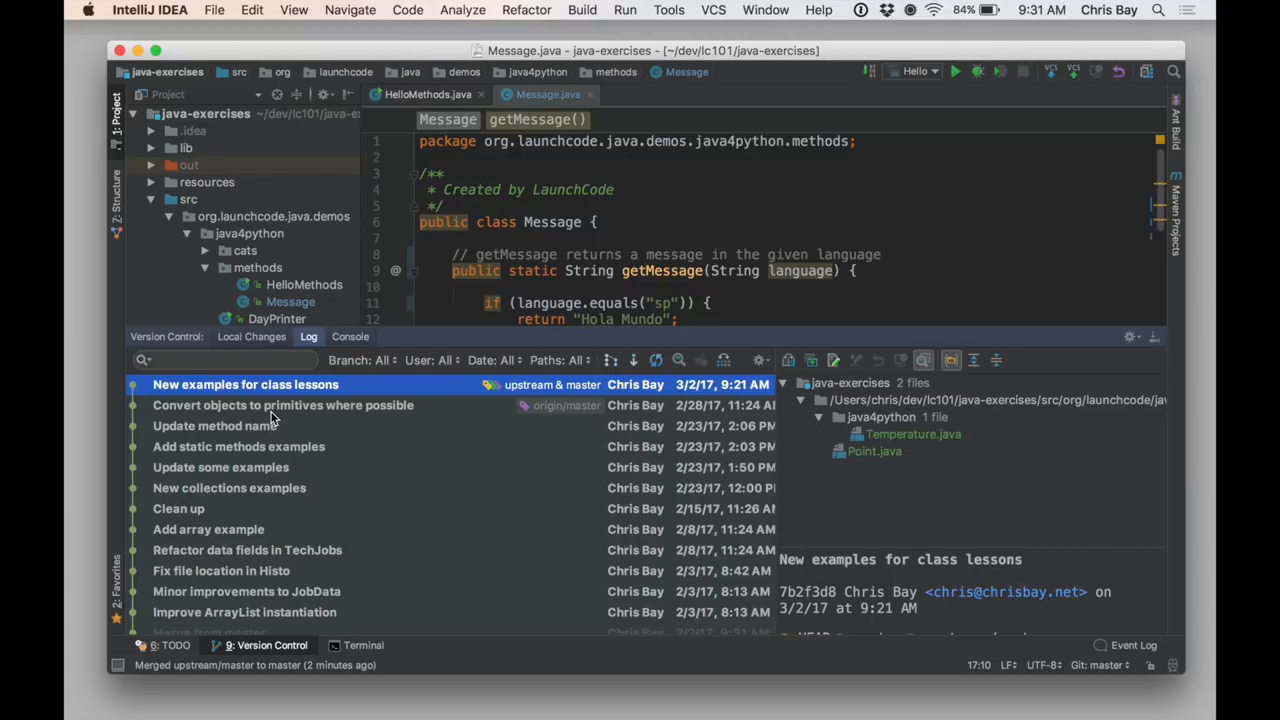 IntelliJ IDEA File Edit View Navigate Code Analyze Refactor Build Run Tools VCS Window Help 84% 9:31 AM Chris Bay
Message.java - java-exercises - [~/dev/lc101/java-exercises]
java-exercises src org launchcode java demos java4python methods Message Hello
Project HelloMethods.java Message.java
1: Project
7: Structure
2: Favorites
java-exercises ~/dev/lc101/java-e
.idea
lib
out
resources
src
org.launchcode.java.demos
java4python
cats
methods
HelloMethods
Message
DayPrinter
Message getMessage()
1 package org.launchcode.java.demos.java4python.methods;
2
3 /**
4 * Created by LaunchCode
5 */
6 public class Message {
7
8 // getMessage returns a message in the given language
9 @ public static String getMessage(String language) {
10
11 if (language.equals("sp")) {
12 return "Hola Mundo";
Ant Build
Maven Projects
Version Control: Local Changes Log Console
Branch: All User: All Date: All Paths: All
New examples for class lessons upstream & master Chris Bay 3/2/17, 9:21 AM
Convert objects to primitives where possible origin/master Chris Bay 2/28/17, 11:24 AM
Update method name Chris Bay 2/23/17, 2:06 PM
Add static methods examples Chris Bay 2/23/17, 2:03 PM
Update some examples Chris Bay 2/23/17, 1:50 PM
New collections examples Chris Bay 2/23/17, 12:00 P
Clean up Chris Bay 2/15/17, 11:26 AM
Add array example Chris Bay 2/8/17, 11:24 AM
Refactor data fields in TechJobs Chris Bay 2/8/17, 11:24 AM
Fix file location in Histo Chris Bay 2/3/17, 8:42 AM
Minor improvements to JobData Chris Bay 2/3/17, 8:13 AM
Improve ArrayList instantiation Chris Bay 2/3/17, 8:13 AM
java-exercises 2 files
/Users/chris/dev/lc101/java-exercises/src/org/launchcode/jav
java4python 1 file
Temperature.java
Point.java
New examples for class lessons
7b2f3d8 Chris Bay <chris@chrisbay.net> on
3/2/17 at 9:21 AM
6: TODO 9: Version Control Terminal Event Log
Merged upstream/master to master (2 minutes ago) 17:10 LF UTF-8 Git: master